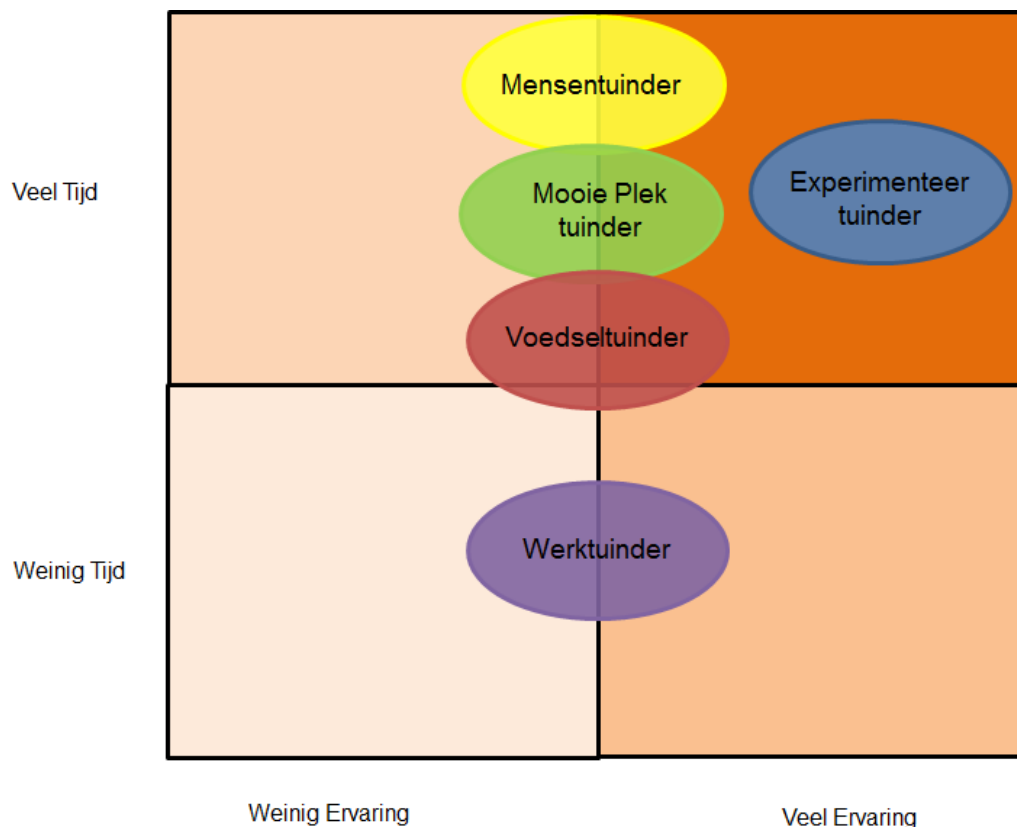 Mensentuinder
Veel Tijd
Mooie Plek
tuinder
Experimenteer
tuinder
Voedseltuinder
Weinig Tijd
Werktuinder
Weinig Ervaring
Veel Ervaring